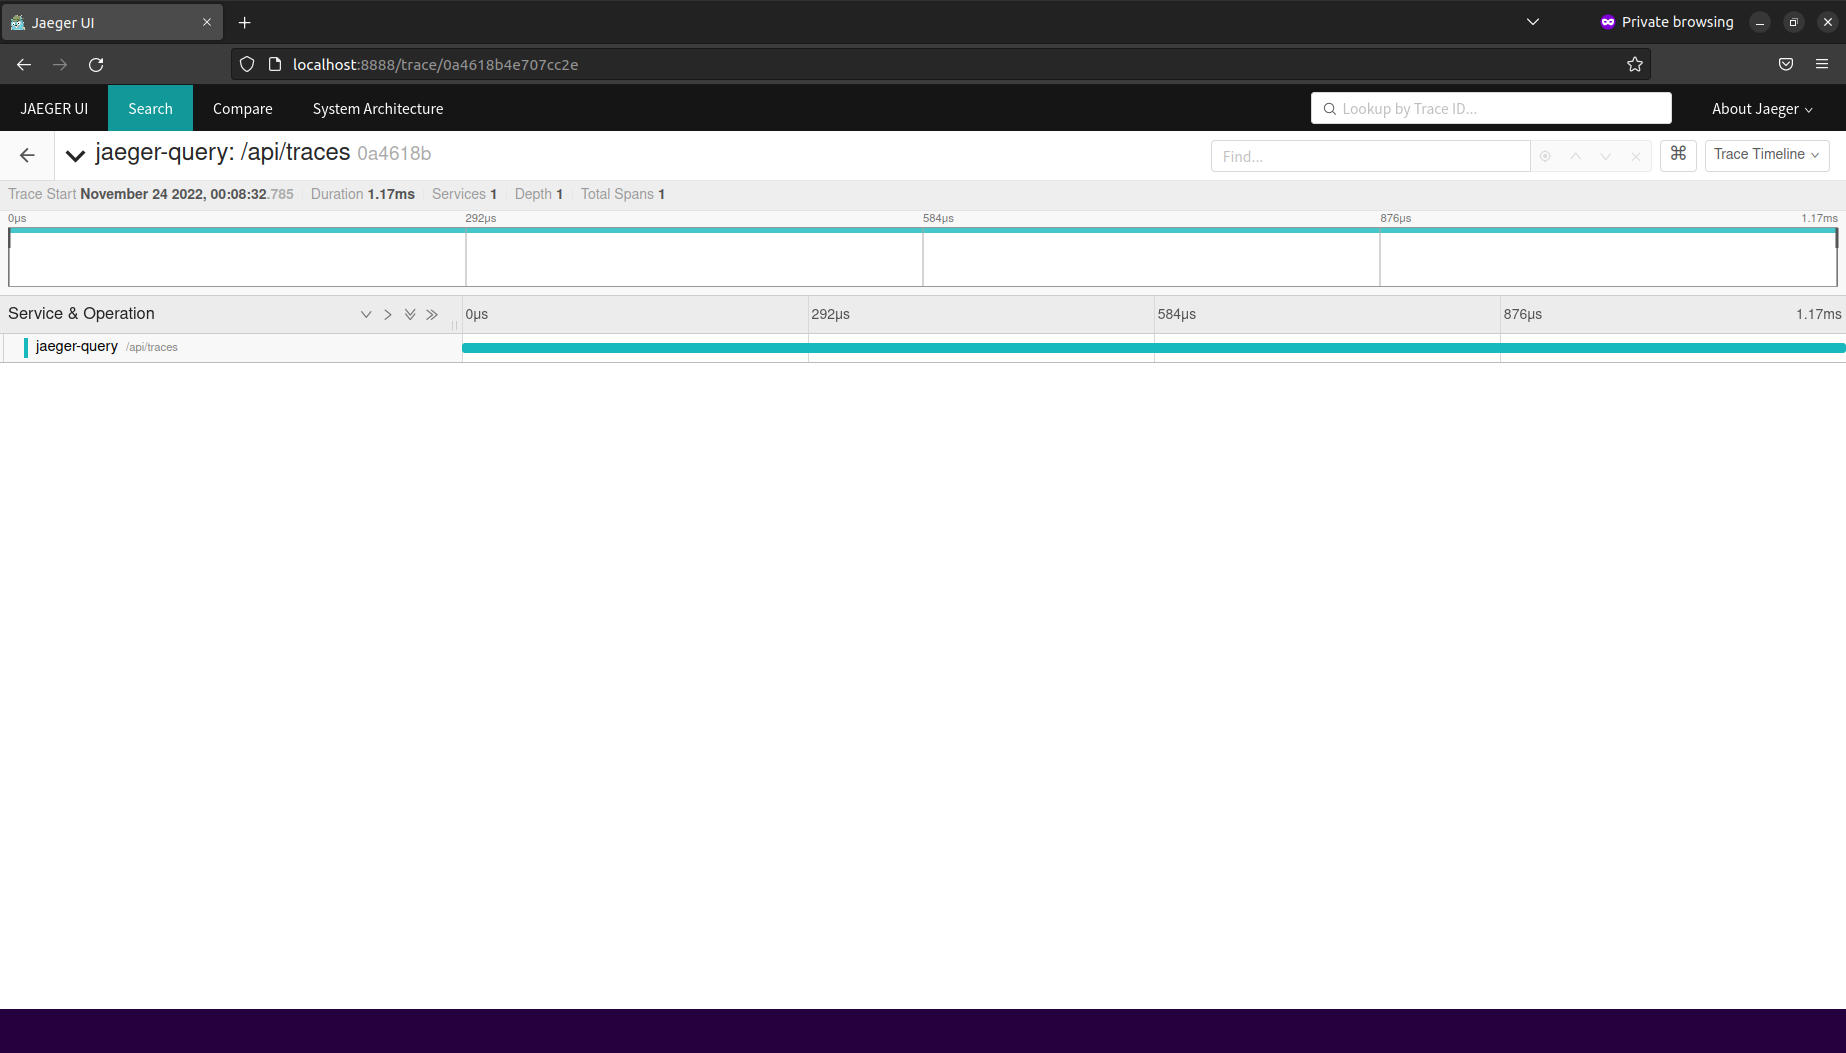 Jaeger UI
Private browsing
localhost:8888/trace/0a4618b4e707cc2e
JAEGER UI Search Compare System Architecture Lookup by Trace ID... About Jaeger
jaeger-query: /api/traces 0a4618b Find... ⌘ Trace Timeline
Trace Start November 24 2022, 00:08:32.785 Duration 1.17ms Services 1 Depth 1 Total Spans 1
0μs 292μs 584μs 876μs 1.17ms
Service & Operation 0μs 292μs 584μs 876μs 1.17ms
jaeger-query /api/traces